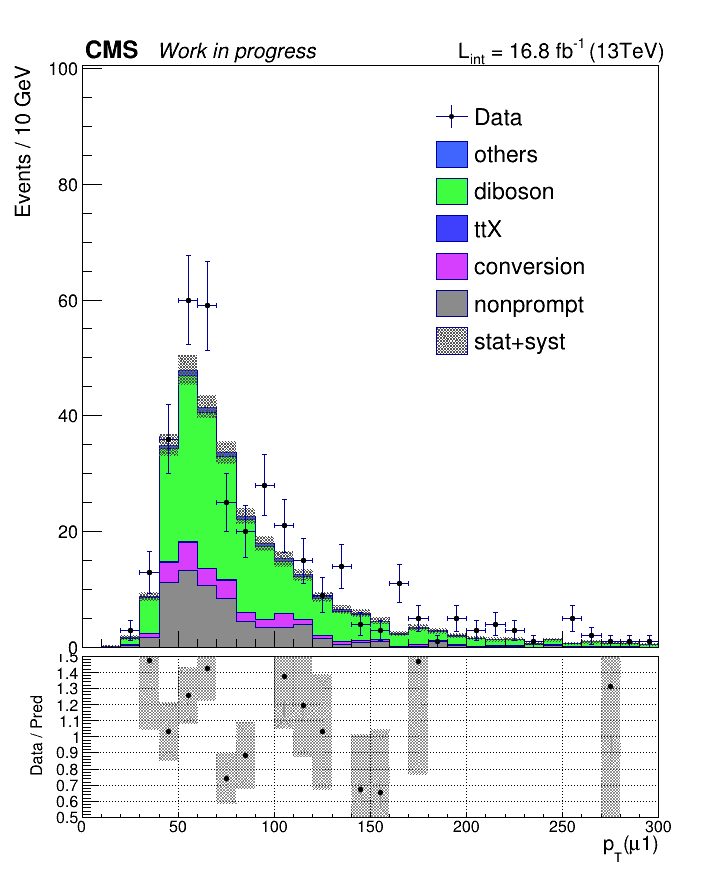 CMS Work in progress L_int = 16.8 fb^-1 (13TeV)
Events / 10 GeV
100
80
60
40
20
0
Data
others
diboson
ttX
conversion
nonprompt
stat+syst
Data / Pred
1.5
1.4
1.3
1.2
1.1
1
0.9
0.8
0.7
0.6
0.5
0 50 100 150 200 250 300
p_T(μ1)